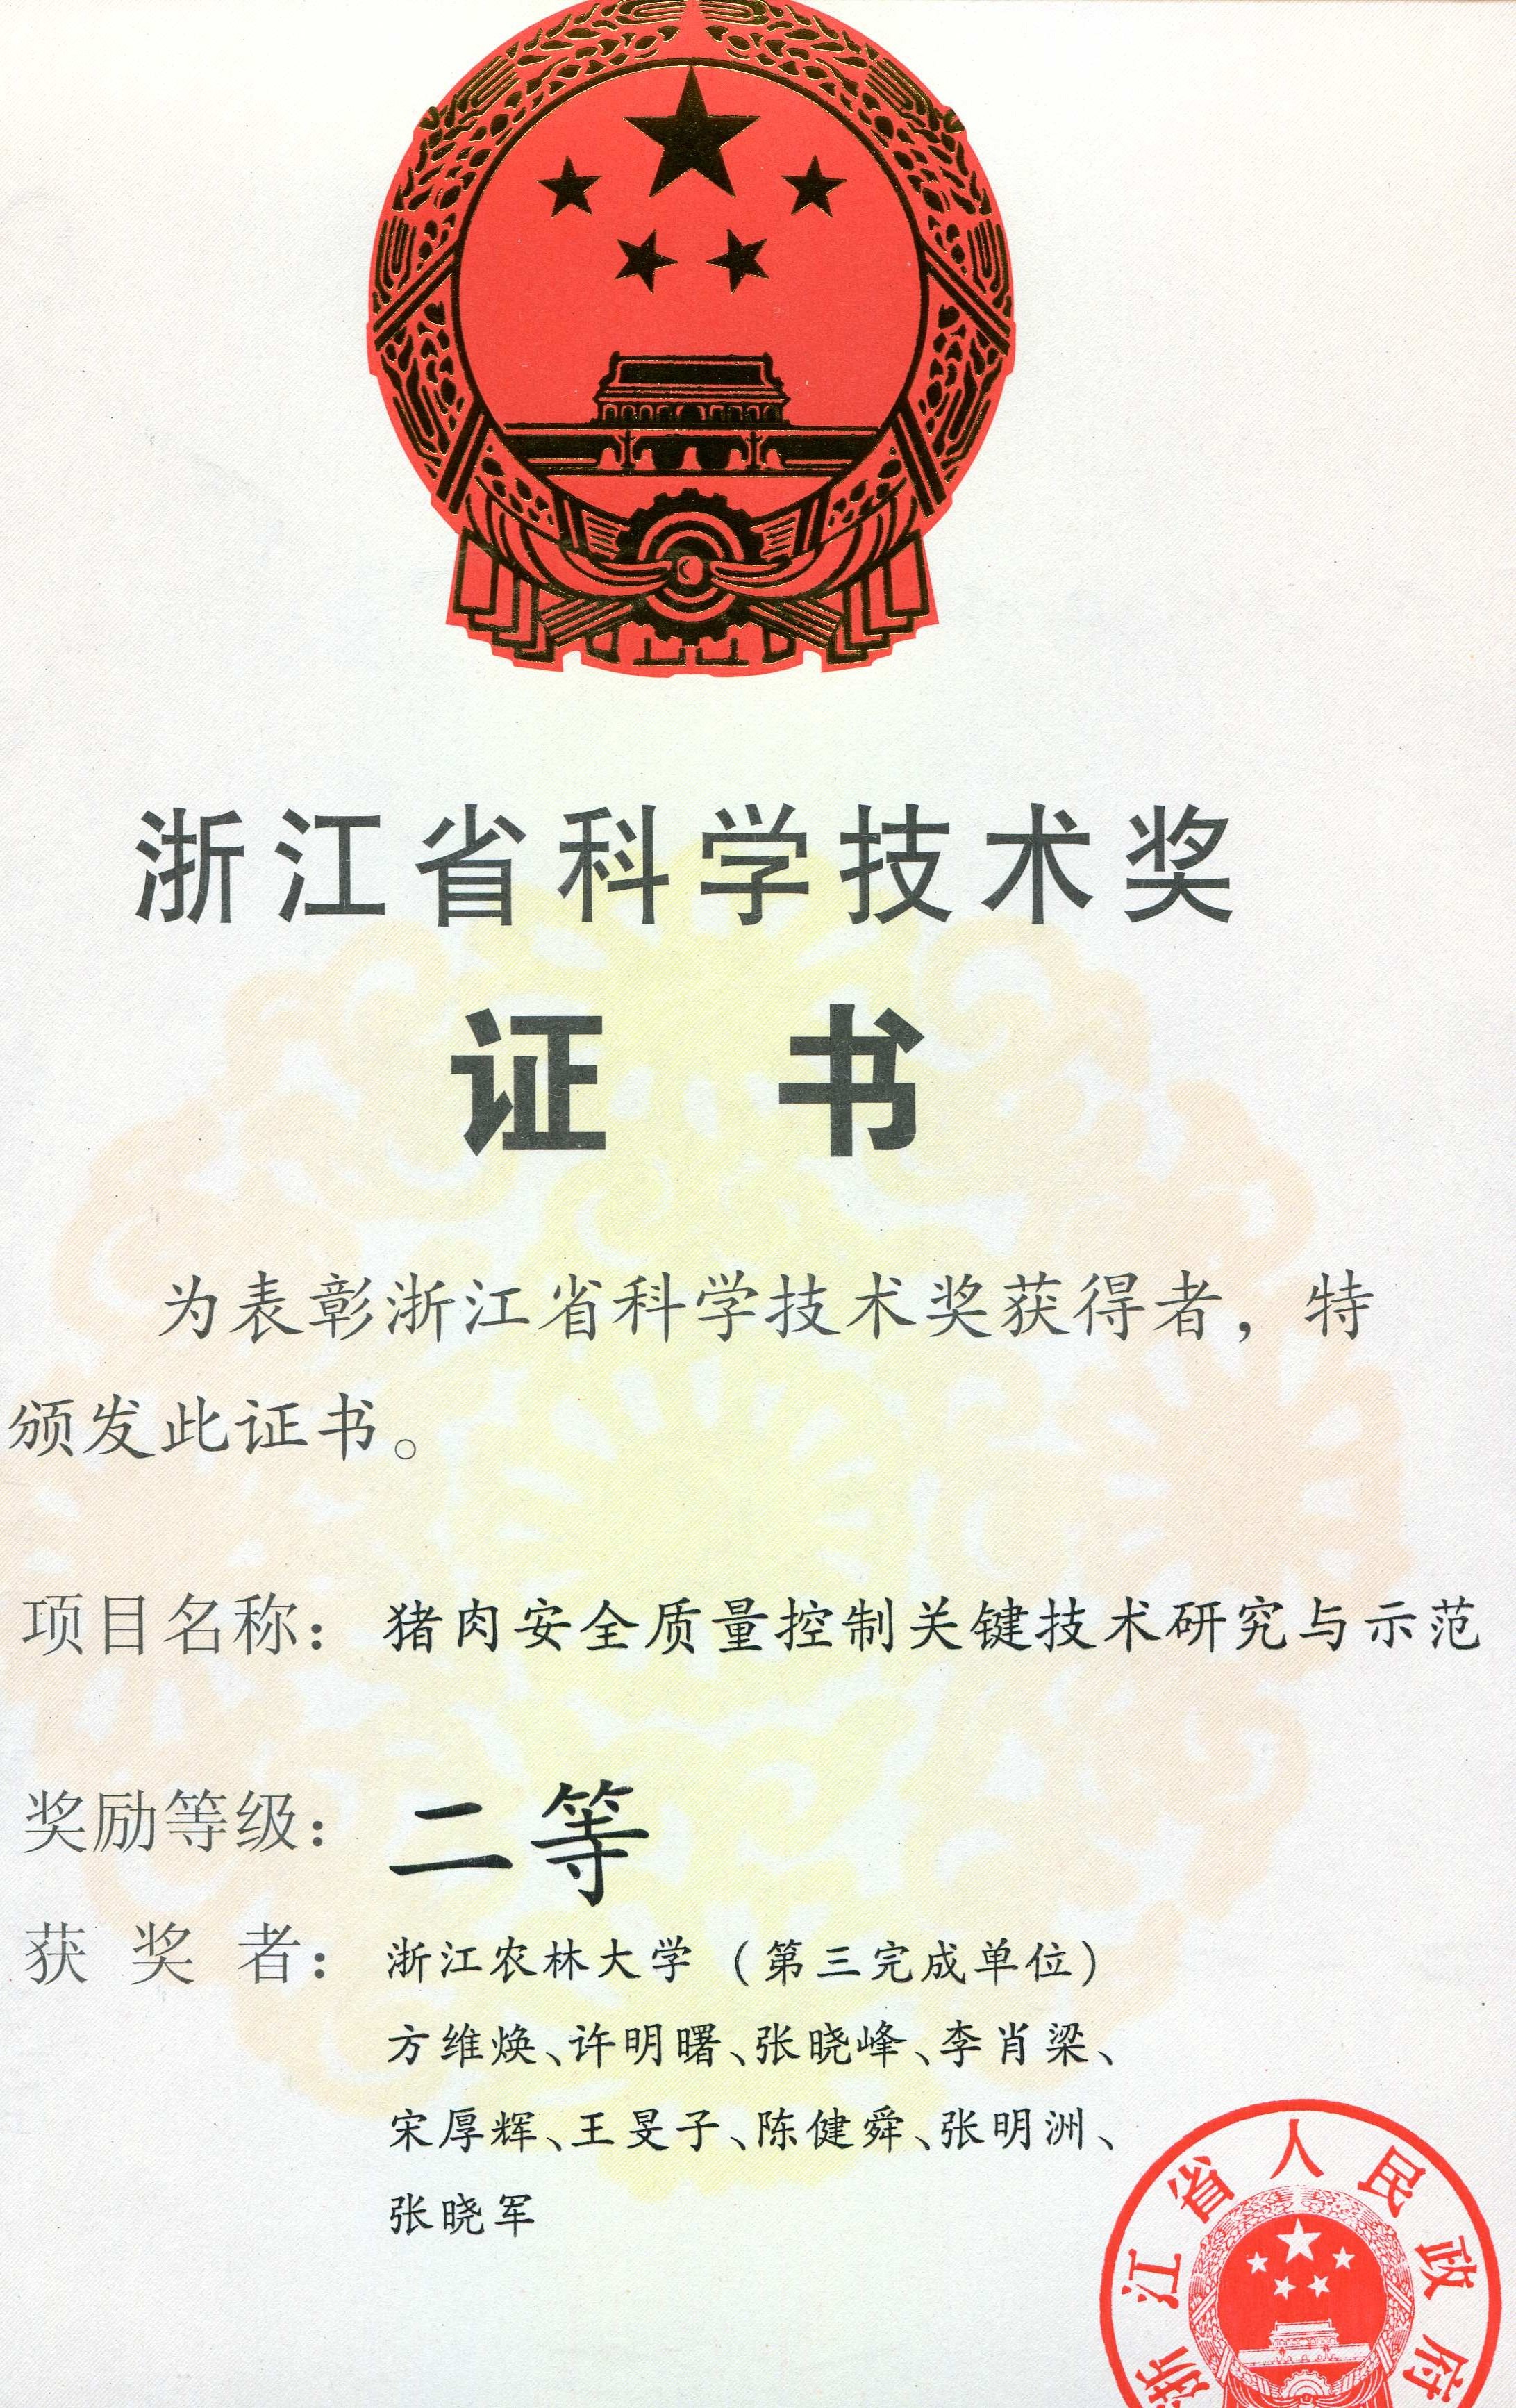 浙江省科学技术奖
证 书
为表彰浙江省科学技术奖获得者，特
颁发此证书。
项目名称：猪肉安全质量控制关键技术研究与示范
奖励等级：二等
获 奖 者：浙江农林大学（第三完成单位）
方维焕、许明曙、张晓峰、李肖梁、
宋厚辉、王旻子、陈健舜、张明洲、
张晓军
浙江省人民政府